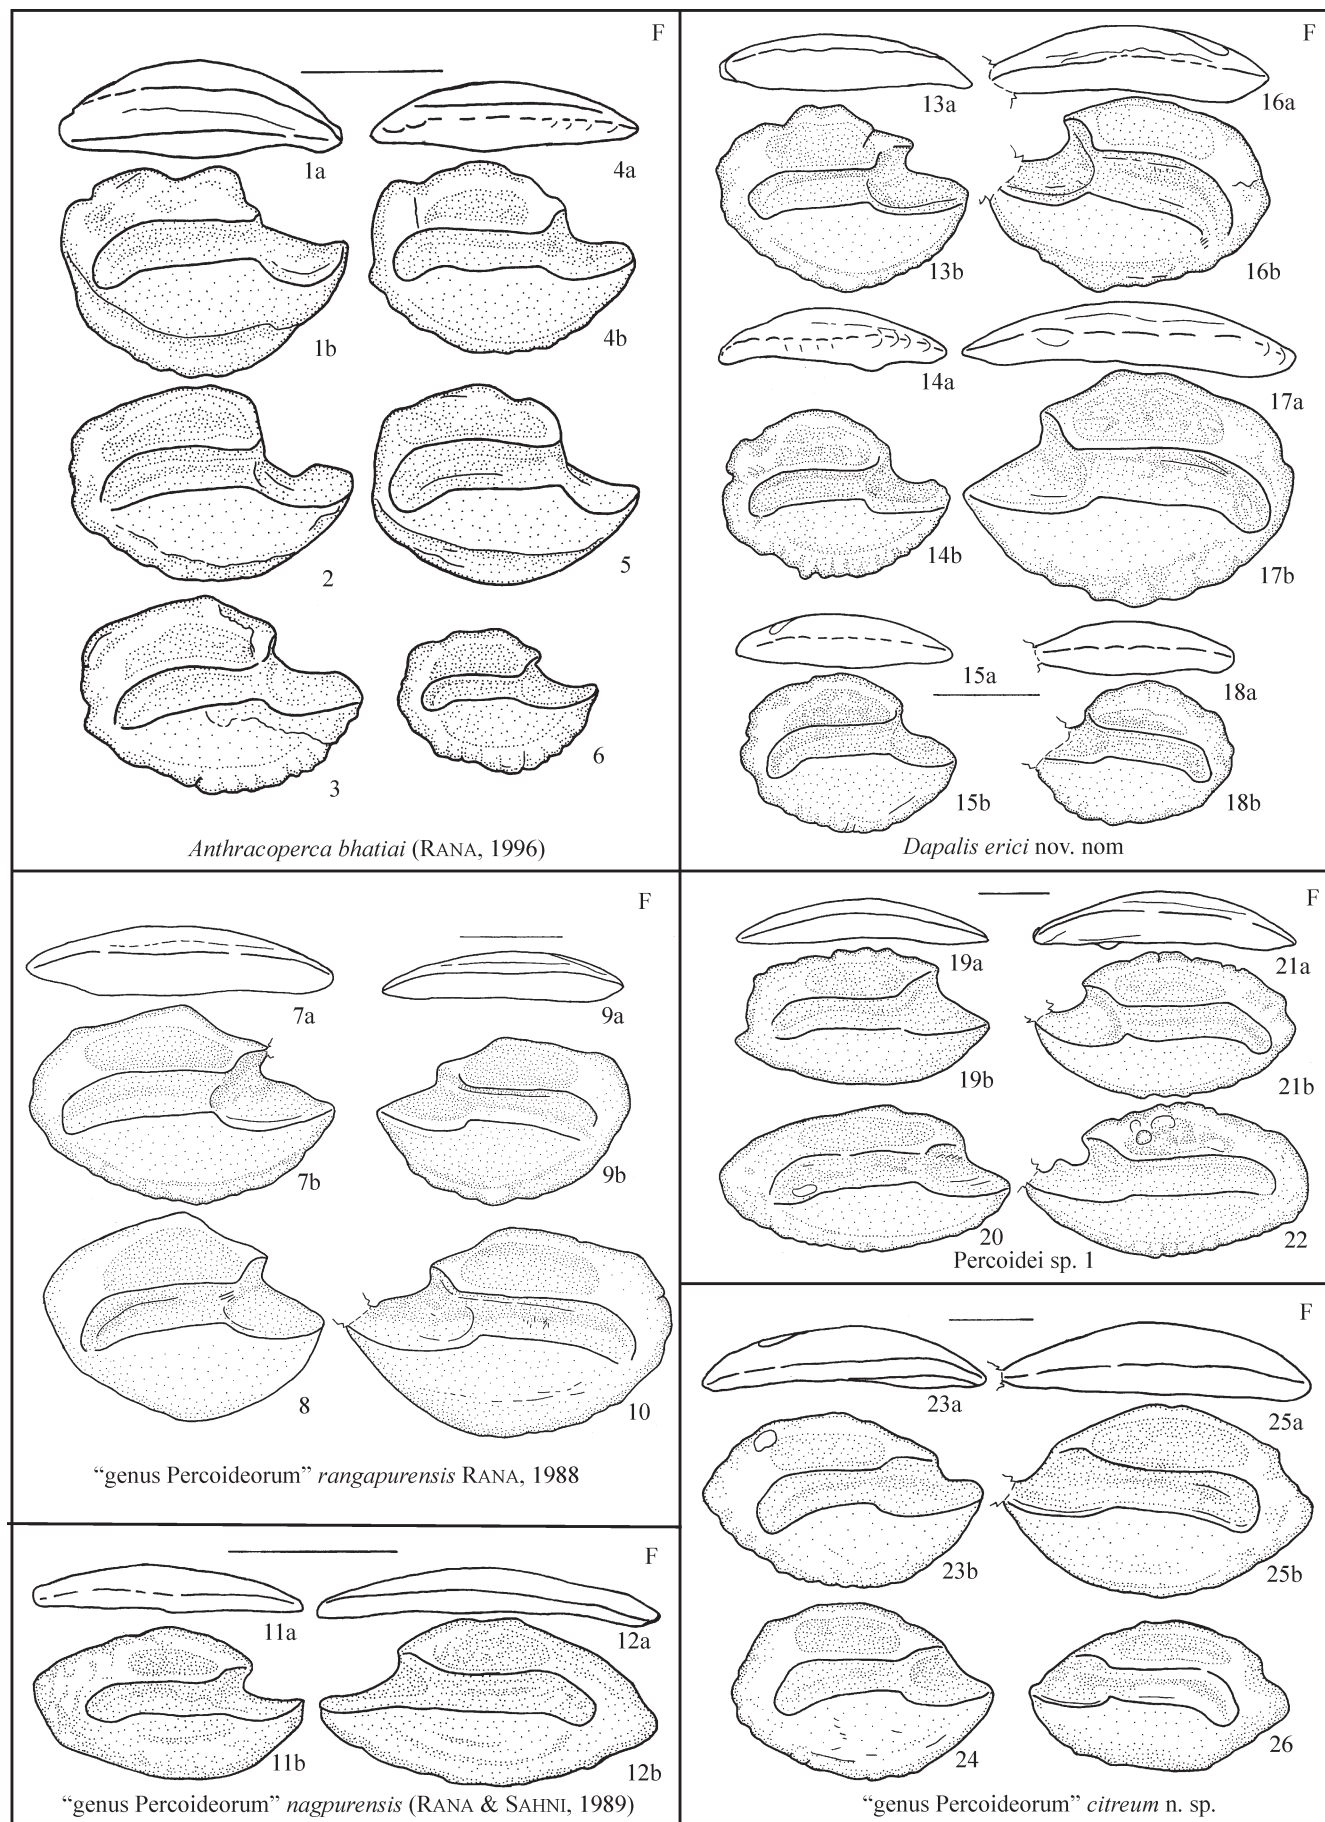 F
1a
4a
1b
4b
2
5
3
6
Anthracoperca bhatiai (RANA, 1996)
F
13a
16a
13b
16b
14a
17a
14b
17b
15a
18a
15b
18b
Dapalis erici nov. nom
F
7a
9a
7b
9b
8
10
“genus Percoideorum” rangapurensis RANA, 1988
F
11a
12a
11b
12b
“genus Percoideorum” nagpurensis (RANA & SAHNI, 1989)
F
19a
21a
19b
21b
20
22
Percoidei sp. 1
F
23a
25a
23b
25b
24
26
“genus Percoideorum” citreum n. sp.